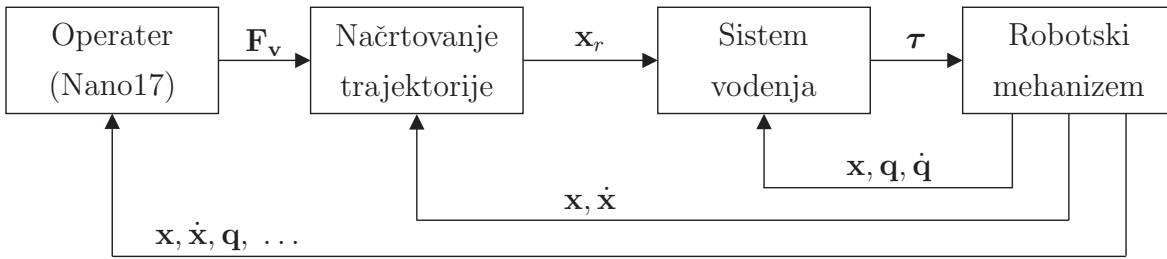 Operater
(Nano17)
F_v
Načrtovanje
trajektorije
x_r
Sistem
vodenja
τ
Robotski
mehanizem
x, q, q̇
x, ẋ
x, ẋ, q, …